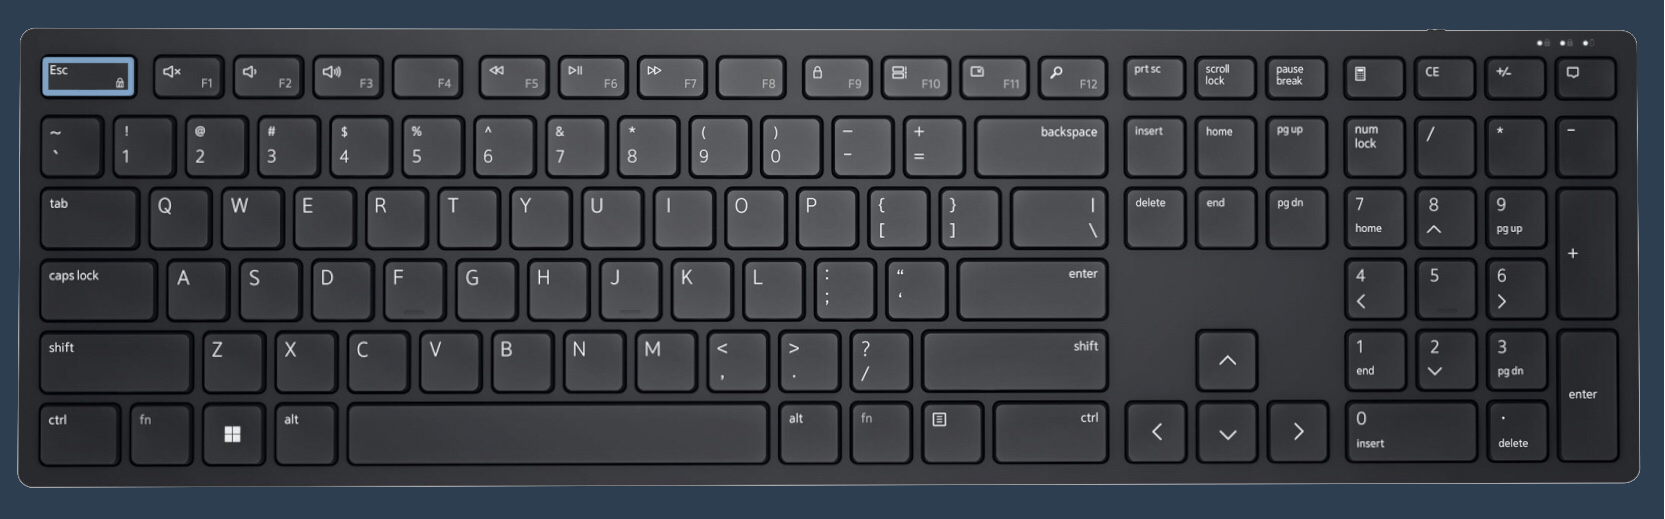 Esc F1 F2 F3 F4 F5 F6 F7 F8 F9 F10 F11 F12 prt sc scroll lock pause break CE +/-
~ ` ! 1 @ 2 # 3 $ 4 % 5 ^ 6 & 7 * 8 ( 9 ) 0 – - + = backspace insert home pg up num lock / * –
tab Q W E R T Y U I O P { [ } ] | \ delete end pg dn 7 home 8 9 pg up +
caps lock A S D F G H J K L : ; “ ‘ enter 4 < 5 6 >
shift Z X C V B N M < , > . ? / shift 1 end 2 3 pg dn enter
ctrl fn alt alt fn ctrl 0 insert . delete